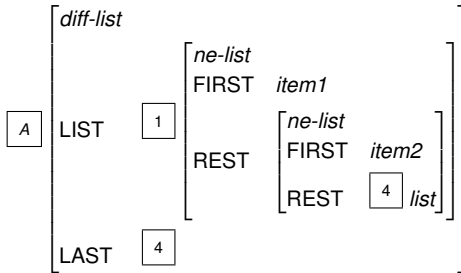 diff-list
ne-list
FIRST item1
A LIST 1
ne-list
REST FIRST item2
REST 4 list
LAST 4